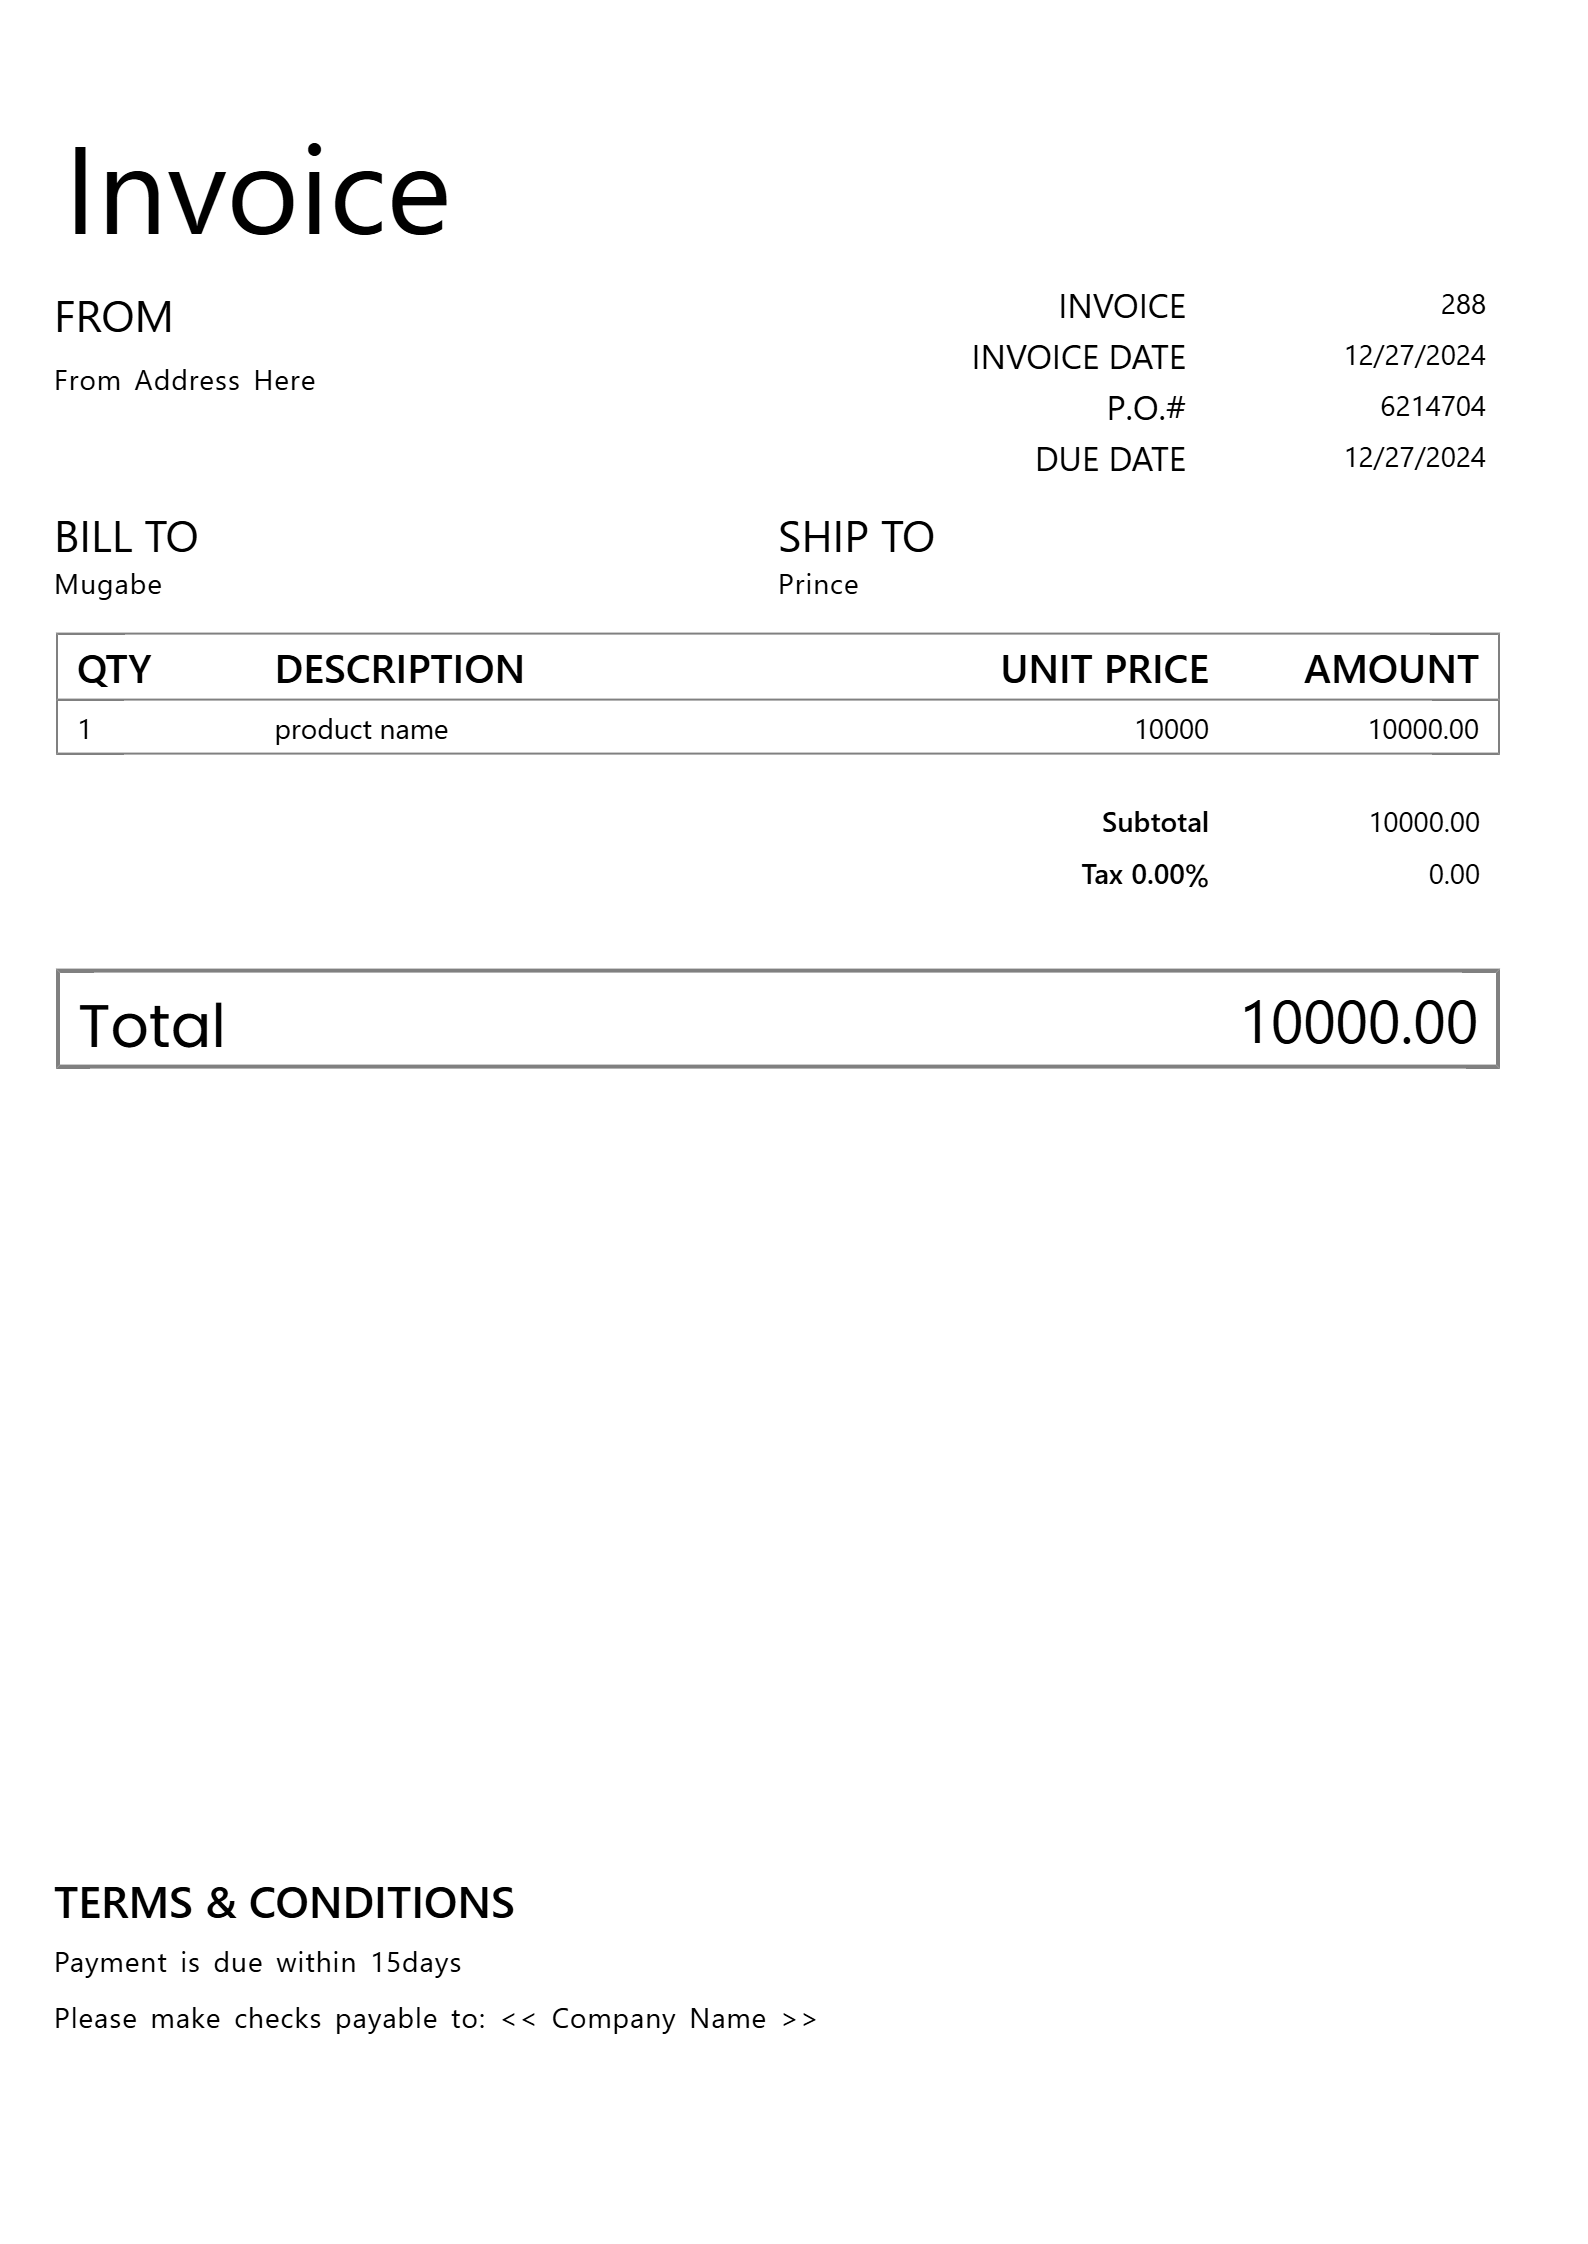 Invoice
FROM
From Address Here
INVOICE 288
INVOICE DATE 12/27/2024
P.O.# 6214704
DUE DATE 12/27/2024
BILL TO
Mugabe
SHIP TO
Prince
QTY DESCRIPTION UNIT PRICE AMOUNT
1 product name 10000 10000.00
Subtotal 10000.00
Tax 0.00% 0.00
Total 10000.00
TERMS & CONDITIONS
Payment is due within 15days
Please make checks payable to: << Company Name >>